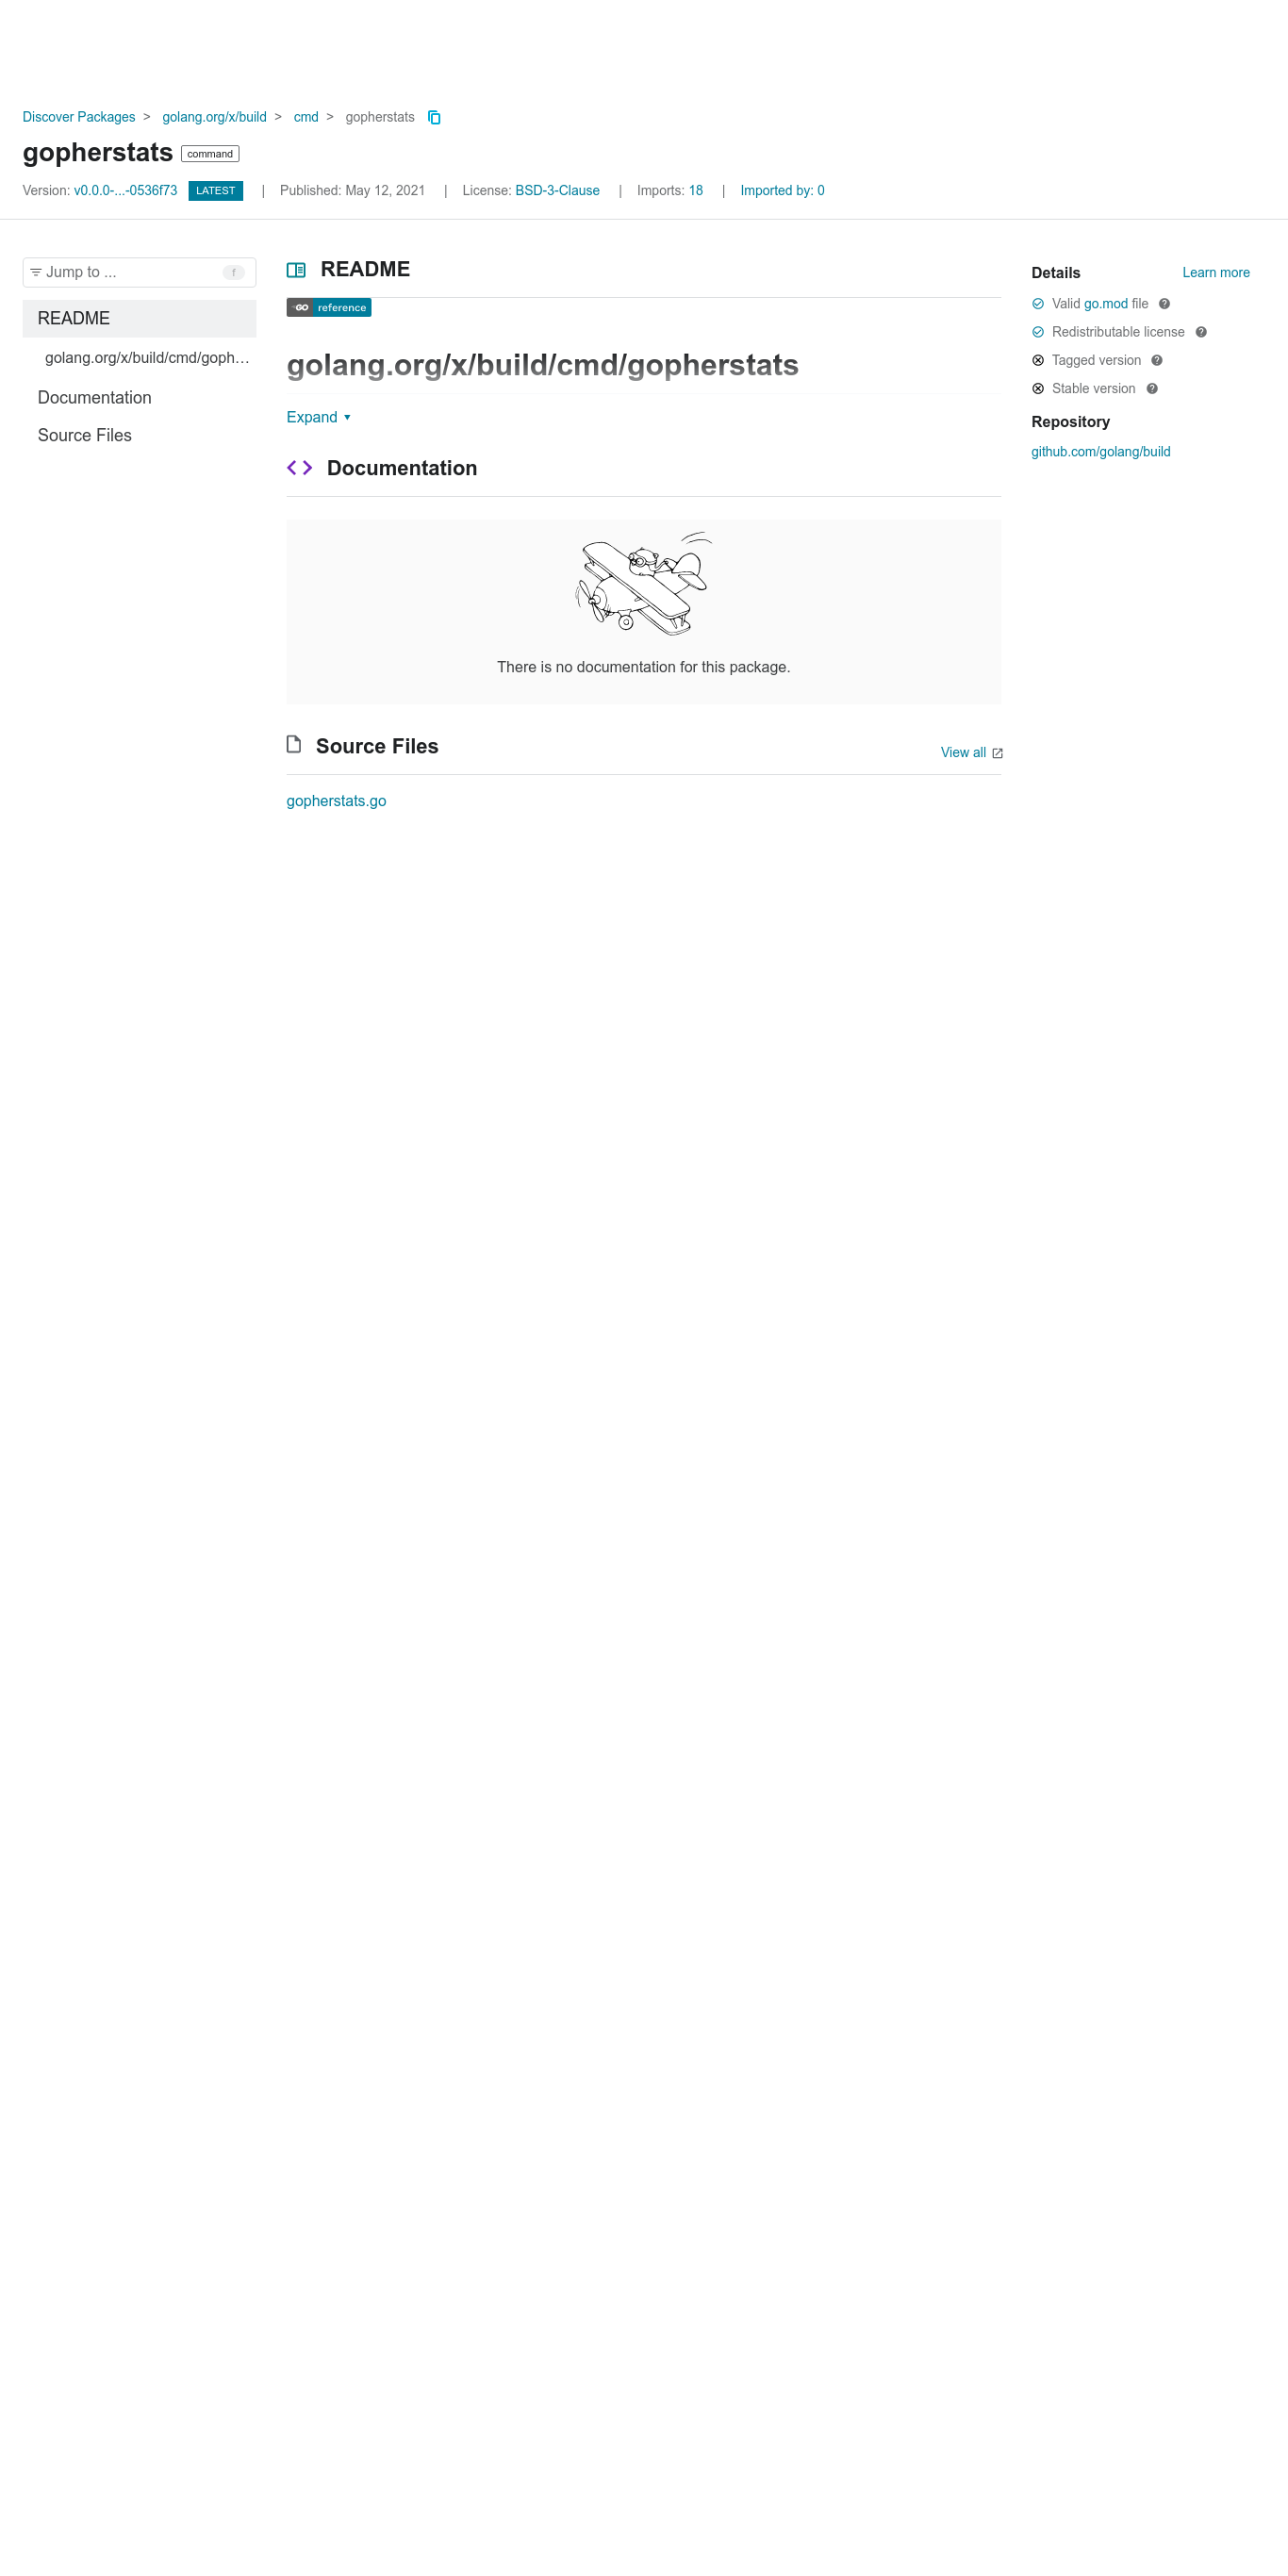 Discover Packages > golang.org/x/build > cmd > gopherstats
gopherstats command
Version: v0.0.0-...-0536f73 LATEST | Published: May 12, 2021 | License: BSD-3-Clause | Imports: 18 | Imported by: 0
Jump to ... f
README
golang.org/x/build/cmd/goph...
Documentation
Source Files
README
GO reference
golang.org/x/build/cmd/gopherstats
Expand
Documentation
There is no documentation for this package.
Source Files
View all
gopherstats.go
Details
Learn more
Valid go.mod file
Redistributable license
Tagged version
Stable version
Repository
github.com/golang/build